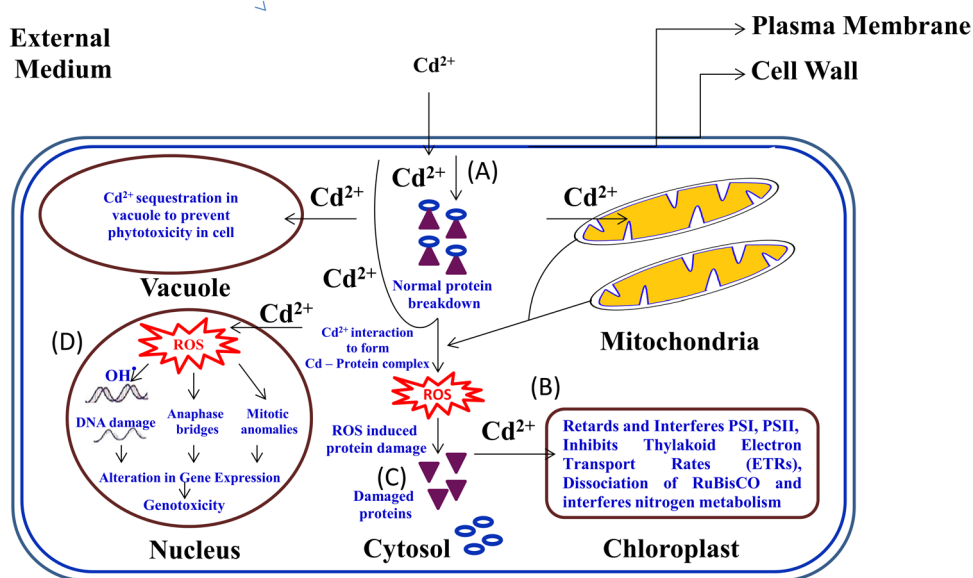 External
Medium
Plasma Membrane
Cell Wall
Cd²⁺
Cd²⁺
(A)
Cd²⁺ sequestration in
vacuole to prevent
phytotoxicity in cell
Cd²⁺
Cd²⁺
Vacuole
Cd²⁺
Normal protein
breakdown
Mitochondria
Cd²⁺
(D)
ROS
Cd²⁺ interaction
to form
Cd – Protein complex
OH•
ROS
(B)
DNA damage
Anaphase
bridges
Mitotic
anomalies
ROS induced
protein damage
Cd²⁺
Retards and Interferes PSI, PSII,
Inhibits Thylakoid Electron
Transport Rates (ETRs),
Dissociation of RuBisCO and
interferes nitrogen metabolism
Alteration in Gene Expression
Genotoxicity
(C)
Damaged
proteins
Nucleus
Cytosol
Chloroplast